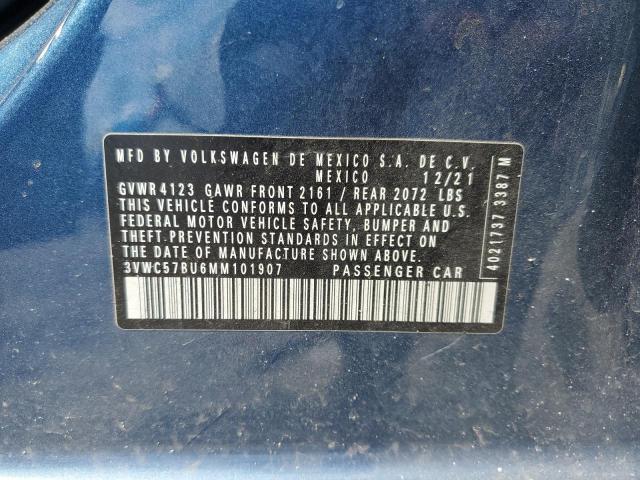 MFD BY VOLKSWAGEN DE MEXICO S.A. DE C.V.
MEXICO 12/21
GVWR 4123 GAWR FRONT 2161 / REAR 2072 LBS
THIS VEHICLE CONFORMS TO ALL APPLICABLE U.S.
FEDERAL MOTOR VEHICLE SAFETY, BUMPER AND
THEFT PREVENTION STANDARDS IN EFFECT ON
THE DATE OF MANUFACTURE SHOWN ABOVE.
3VWC57BU6MM101907 PASSENGER CAR
4021737 3387 M